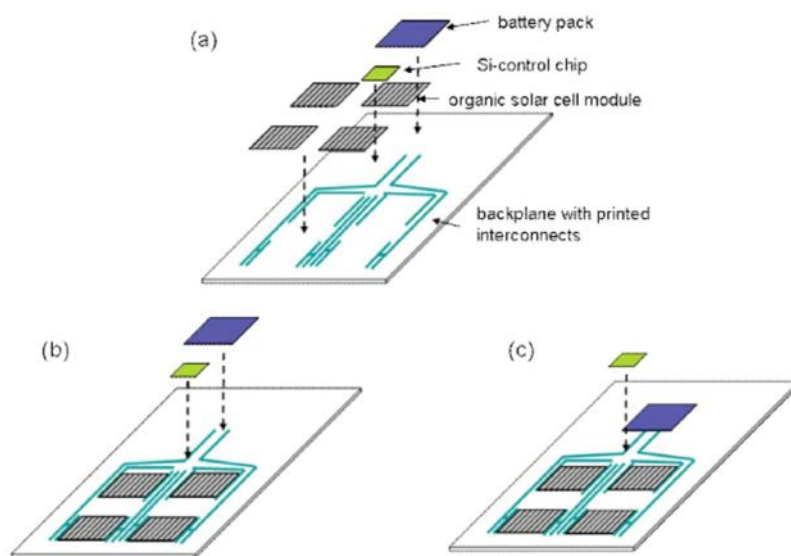 (a)
battery pack
Si-control chip
organic solar cell module
backplane with printed
interconnects
(b)
(c)